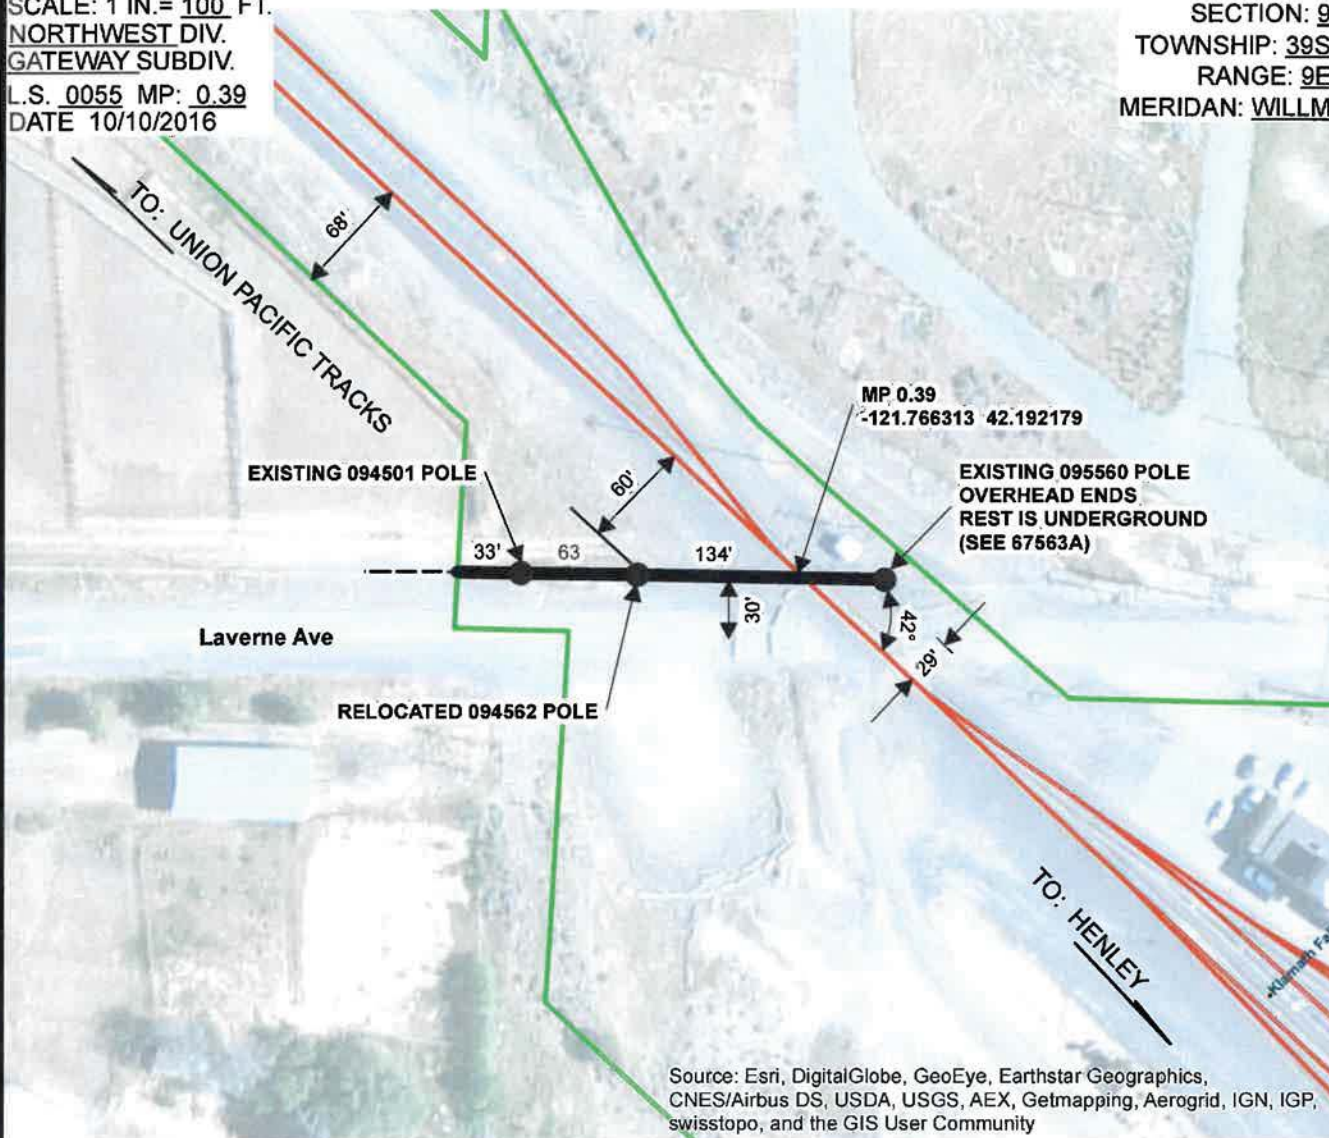 SCALE: 1 IN.= 100 FT.
NORTHWEST DIV.
GATEWAY SUBDIV.
L.S. 0055 MP: 0.39
DATE 10/10/2016
SECTION: 9
TOWNSHIP: 39S
RANGE: 9E
MERIDAN: WILLM
TO: UNION PACIFIC TRACKS
68'
MP 0.39
-121.766313 42.192179
EXISTING 094501 POLE
60'
EXISTING 095560 POLE
OVERHEAD ENDS
REST IS UNDERGROUND
(SEE 67563A)
33'
63
134'
30'
42°
29'
Laverne Ave
RELOCATED 094562 POLE
TO: HENLEY
Klamath Fa
Source: Esri, DigitalGlobe, GeoEye, Earthstar Geographics,
CNES/Airbus DS, USDA, USGS, AEX, Getmapping, Aerogrid, IGN, IGP,
swisstopo, and the GIS User Community